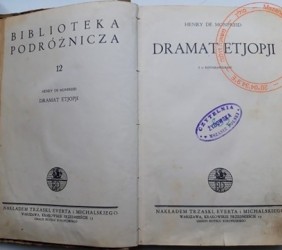 BIBLIOTEKA
PODRÓŻNICZA
12
HENRY DE MONFREID
DRAMAT ETJOPJI
NAKŁADEM TRZASKI, EVERTA I MICHALSKIEGO
WARSZAWA, KRAKOWSKIE PRZEDMIEŚCIE 13
HENRY DE MONFREID
DRAMAT ETJOPJI
CZYTELNIA
NAKŁADEM TRZASKI, EVERTA I MICHALSKIEGO
WARSZAWA, KRAKOWSKIE PRZEDMIEŚCIE 13